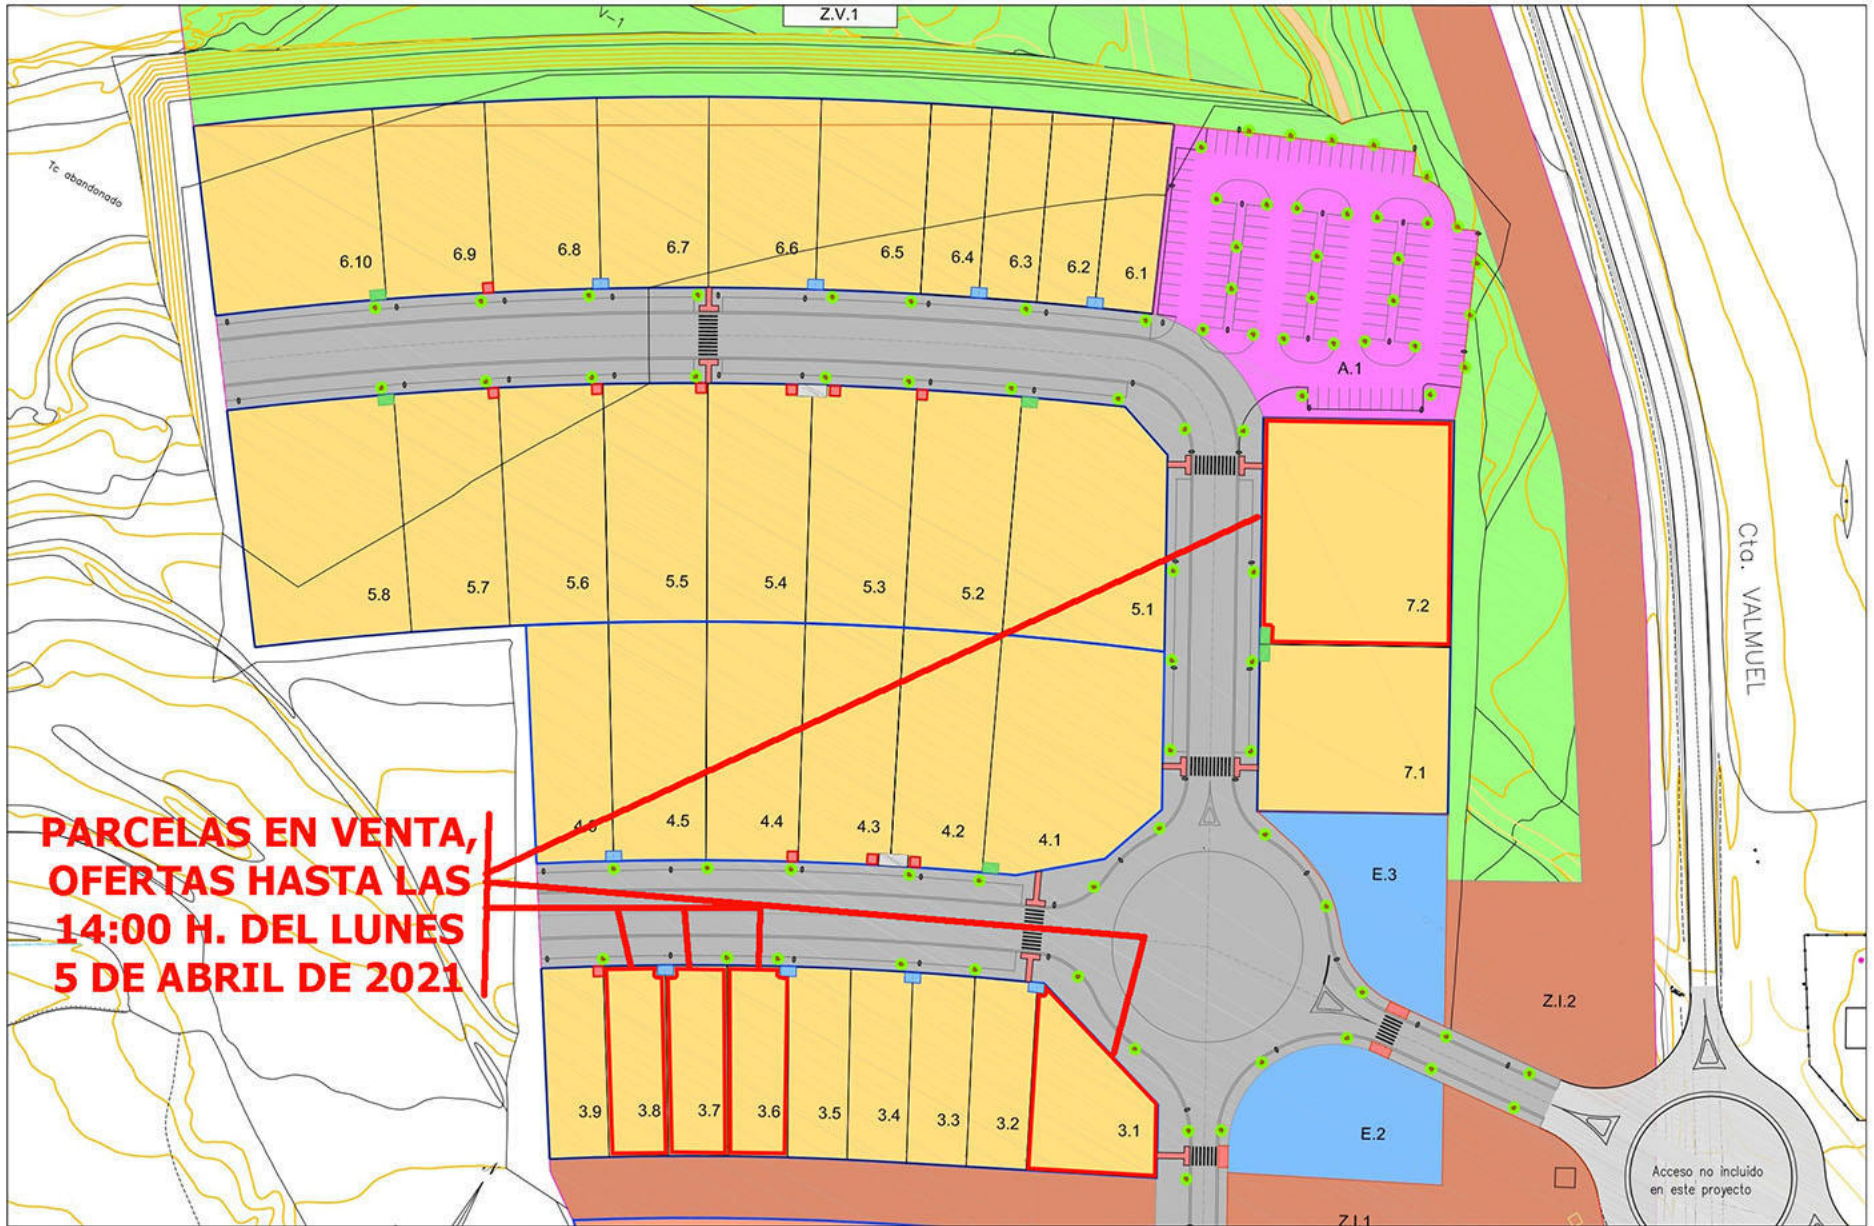 Z.V.1
V-1
Tc abandonado
6.10
6.9
6.8
6.7
6.6
6.5
6.4
6.3
6.2
6.1
A.1
5.8
5.7
5.6
5.5
5.4
5.3
5.2
5.1
7.2
Cta. VALMUEL
7.1
4.5
4.4
4.3
4.2
4.1
PARCELAS EN VENTA,
OFERTAS HASTA LAS
14:00 H. DEL LUNES
5 DE ABRIL DE 2021
E.3
Z.I.2
3.9
3.8
3.7
3.6
3.5
3.4
3.3
3.2
3.1
E.2
Acceso no incluido
en este proyecto
Z.I.1